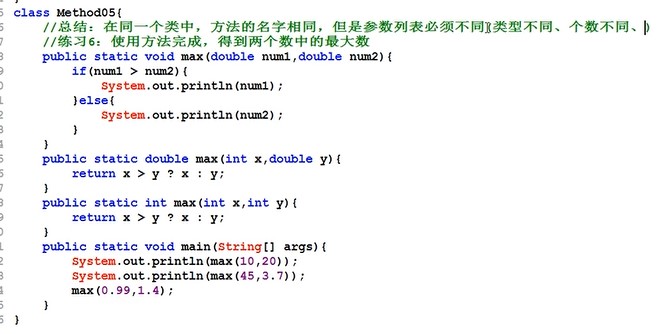 class Method05{
//总结：在同一个类中，方法的名字相同，但是参数列表必须不同(类型不同、个数不同、)
//练习6：使用方法完成，得到两个数中的最大数
public static void max(double num1,double num2){
if(num1 > num2){
System.out.println(num1);
}else{
System.out.println(num2);
}
}
public static double max(int x,double y){
return x > y ? x : y;
}
public static int max(int x,int y){
return x > y ? x : y;
}
public static void main(String[] args){
System.out.println(max(10,20));
System.out.println(max(45,3.7));
max(0.99,1.4);
}
}